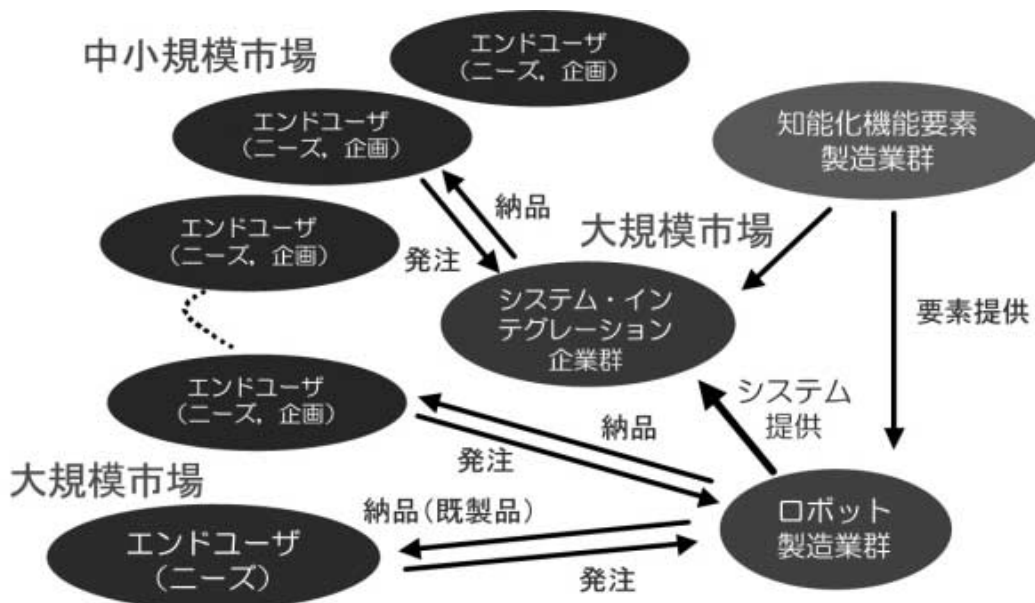 中小規模市場
エンドユーザ
(ニーズ, 企画)
エンドユーザ
(ニーズ, 企画)
知能化機能要素
製造業群
納品
大規模市場
エンドユーザ
(ニーズ, 企画)
発注
システム・イン
テグレーション
企業群
要素提供
エンドユーザ
(ニーズ, 企画)
システム
提供
納品
発注
大規模市場
納品(既製品)
ロボット
製造業群
エンドユーザ
(ニーズ)
発注